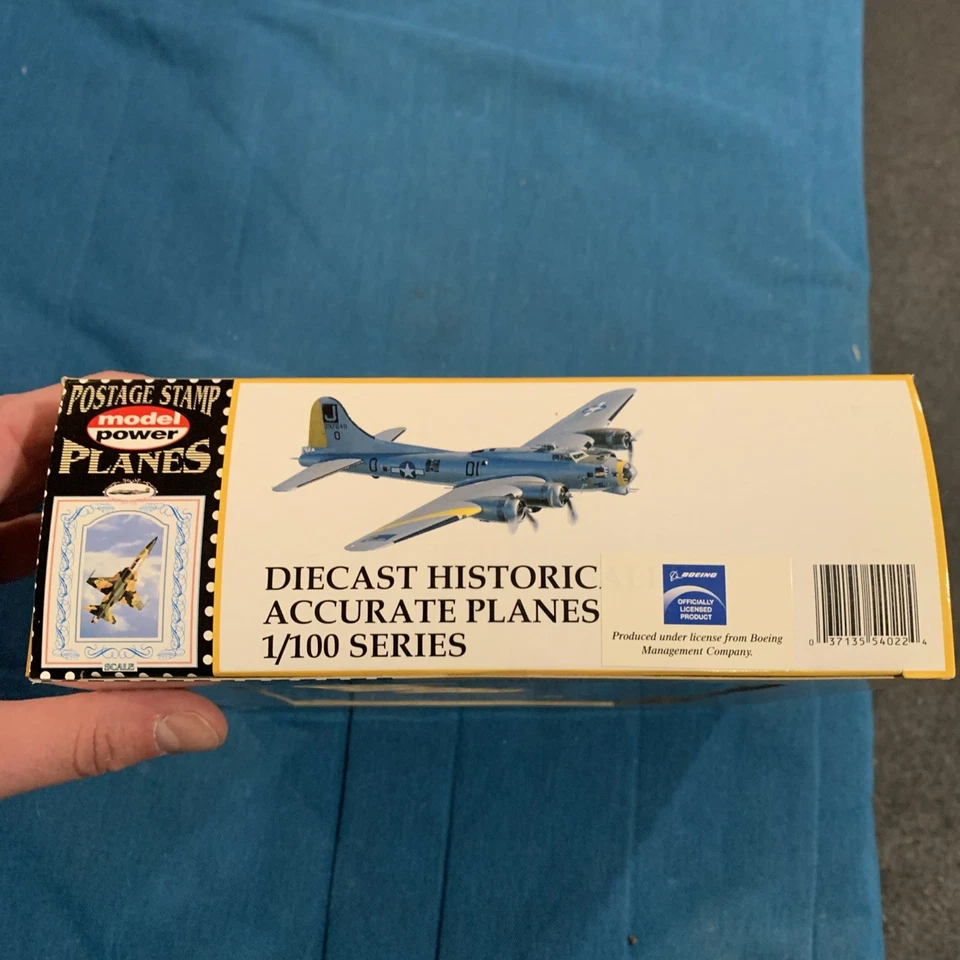 POSTAGE STAMP
model
power
PLANES
SCALE
J
O
O
OI
DIECAST HISTORIC
ACCURATE PLANES
1/100 SERIES
BOEING
OFFICIALLY
LICENSED
PRODUCT
Produced under license from Boeing
Management Company.
0 37135 54022 4